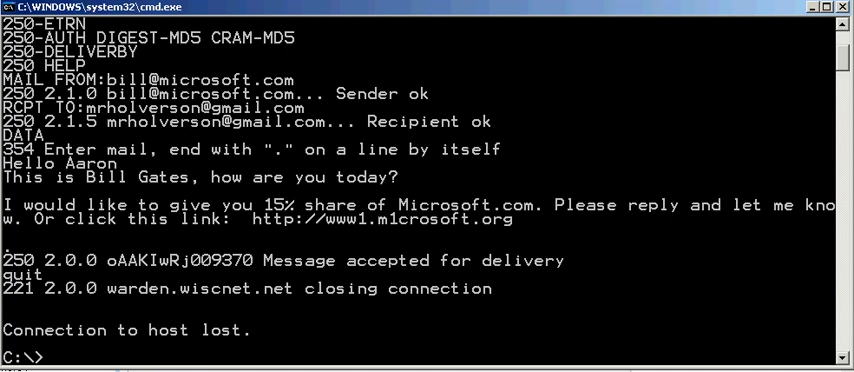 C:\WINDOWS\system32\cmd.exe
250-ETRN
250-AUTH DIGEST-MD5 CRAM-MD5
250-DELIVERBY
250 HELP
MAIL FROM:bill@microsoft.com
250 2.1.0 bill@microsoft.com... Sender ok
RCPT TO:mrholverson@gmail.com
250 2.1.5 mrholverson@gmail.com... Recipient ok
DATA
354 Enter mail, end with "." on a line by itself
Hello Aaron
This is Bill Gates, how are you today?
I would like to give you 15% share of Microsoft.com. Please reply and let me kno
w. Or click this link:  http://www1.m1crosoft.org
.
250 2.0.0 oAAKIwRj009370 Message accepted for delivery
quit
221 2.0.0 warden.wiscnet.net closing connection
Connection to host lost.
C:\>